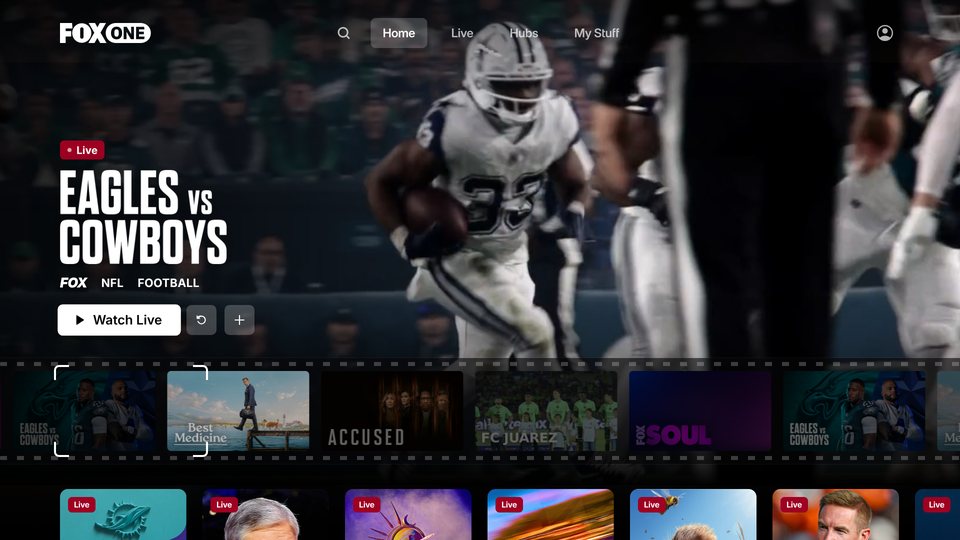 FOX ONE
Home
Live
Hubs
My Stuff
Live
EAGLES VS
COWBOYS
FOX NFL FOOTBALL
Watch Live
33
EAGLES VS
COWBOYS
Best
Medicine
ACCUSED
FC JUAREZ
FOX SOUL
EAGLES VS
COWBOYS
Live
Live
Live
Live
Live
Live